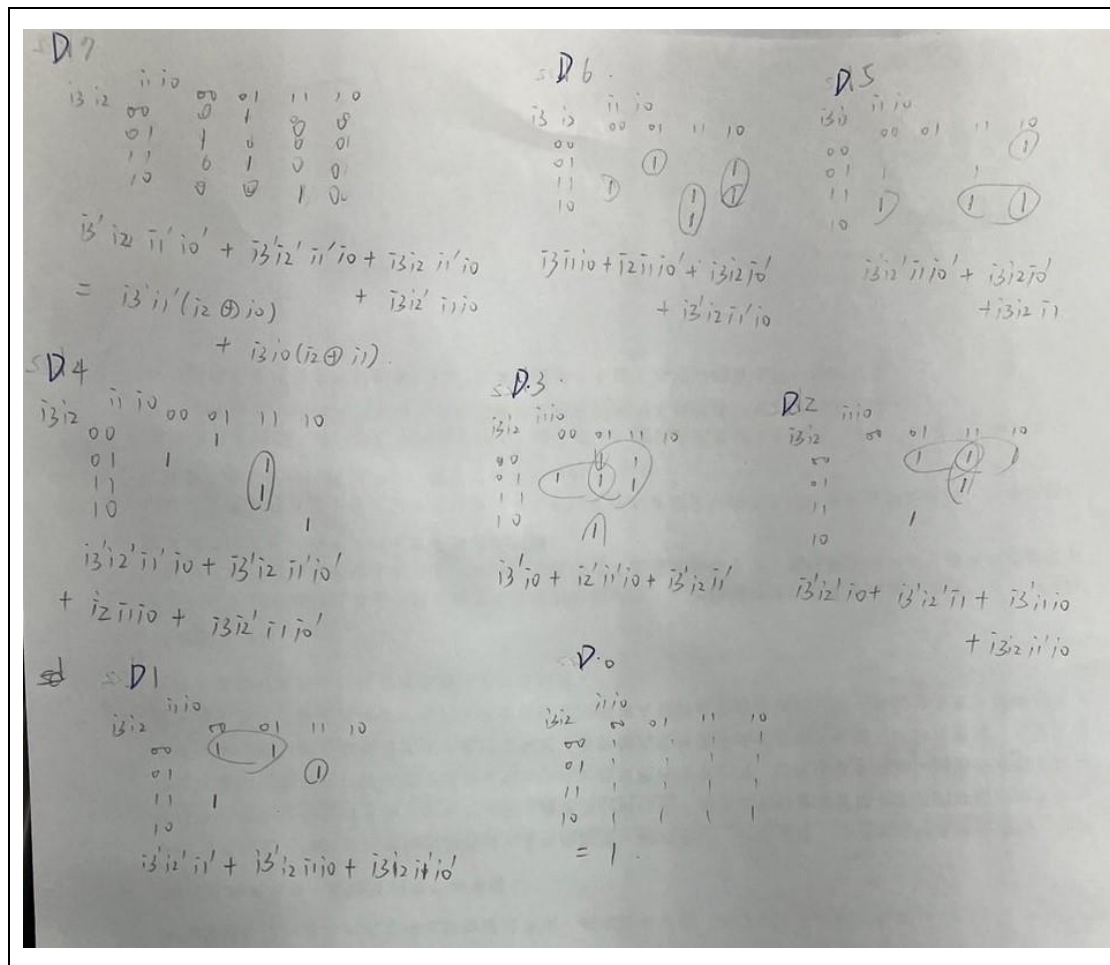 D7
i1 i0
i3 i2 00 01 11 10
00 0 1 0 0
01 1 0 0 0
11 0 1 0 0
10 0 0 1 0
i3'i2 i1'i0' + i3'i2'i1'i0 + i3i2 i1'i0
+ i3i2' i1i0
= i3'i1'(i2⊕i0)
+ i3i0(i2⊕i1).
D6.
i1 i0
i3 i2 00 01 11 10
00
01 1 1
11 1 1 1
10 1
i3i1i0 + i2i1i0' + i3i2i0'
+ i3'i2i1'i0
D5
i1 i0
i3i2 00 01 11 10
00 1
01 1 1
11 1 1 1
10
i3'i2'i1i0' + i3i2i0'
+i3i2 i1
D4
i3i2 i1 i0 00 01 11 10
00 1
01 1 1
11 1
10 1
i3'i2'i1'i0 + i3'i2 i1'i0'
+ i2 i1i0 + i3i2' i1i0'
D.3.
i3i2 i1i0
00 01 11 10
00 1 1
01 1 1 1
11
10 1
i3'i0 + i2'i1'i0 + i3'i2i1'
D2 i1i0
i3i2 00 01 11 10
00 1 1 1
01 1
11 1
10
i3'i2'i0+ i3'i2'i1 + i3'i1i0
+ i3i2 i1'i0
D1
i1i0
i3i2 00 01 11 10
00 1 1
01 1
11 1
10
i3'i2'i1' + i3'i2 i1i0 + i3i2i1'i0'
D.0
i1i0
i3i2 00 01 11 10
00 1 1 1 1
01 1 1 1 1
11 1 1 1 1
10 1 1 1 1
= 1.